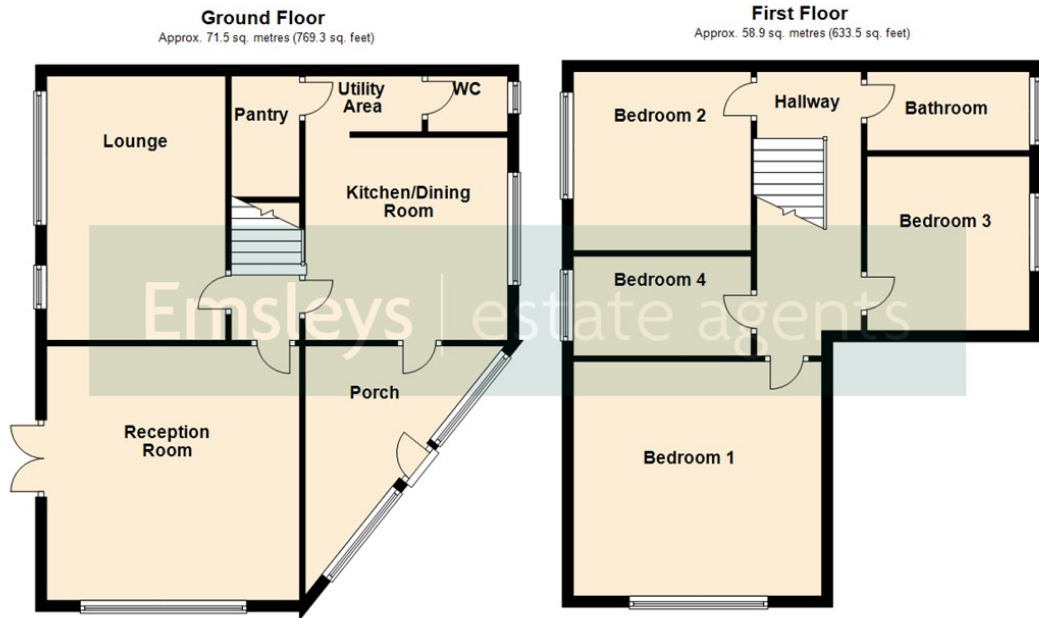 Ground Floor
Approx. 71.5 sq. metres (769.3 sq. feet)
Lounge
Pantry
Utility
Area
WC
Kitchen/Dining
Room
Reception
Room
Porch
First Floor
Approx. 58.9 sq. metres (633.5 sq. feet)
Bedroom 2
Hallway
Bathroom
Bedroom 3
Bedroom 4
Bedroom 1
Emsleys | estate agents